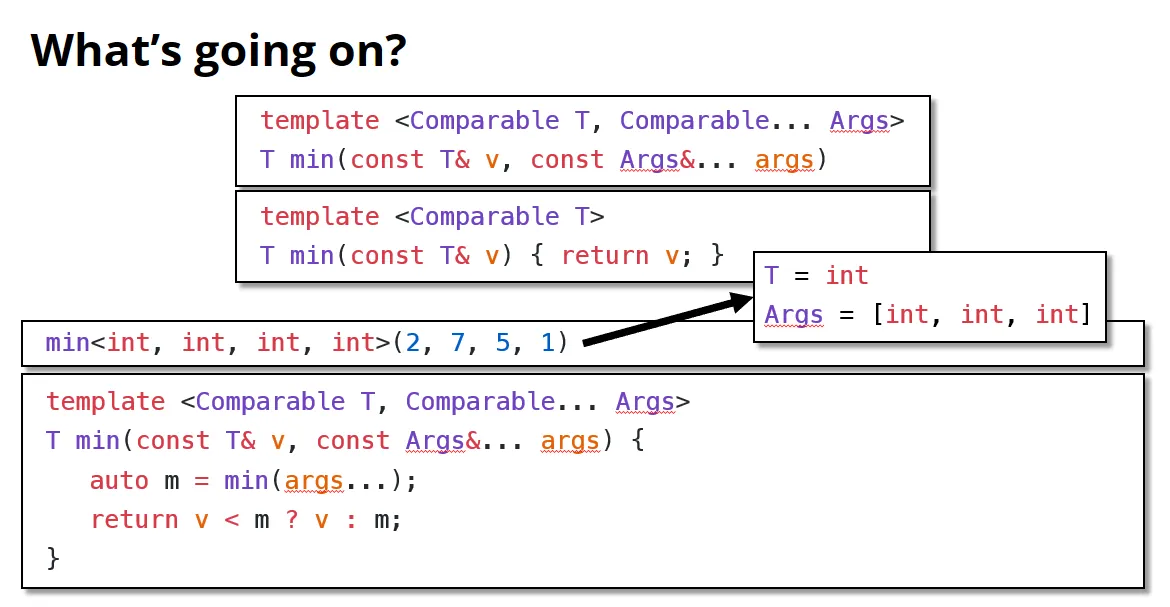 What’s going on?
template <Comparable T, Comparable... Args>
T min(const T& v, const Args&... args)
template <Comparable T>
T min(const T& v) { return v; }
T = int
Args = [int, int, int]
min<int, int, int, int>(2, 7, 5, 1)
template <Comparable T, Comparable... Args>
T min(const T& v, const Args&... args) {
auto m = min(args...);
return v < m ? v : m;
}